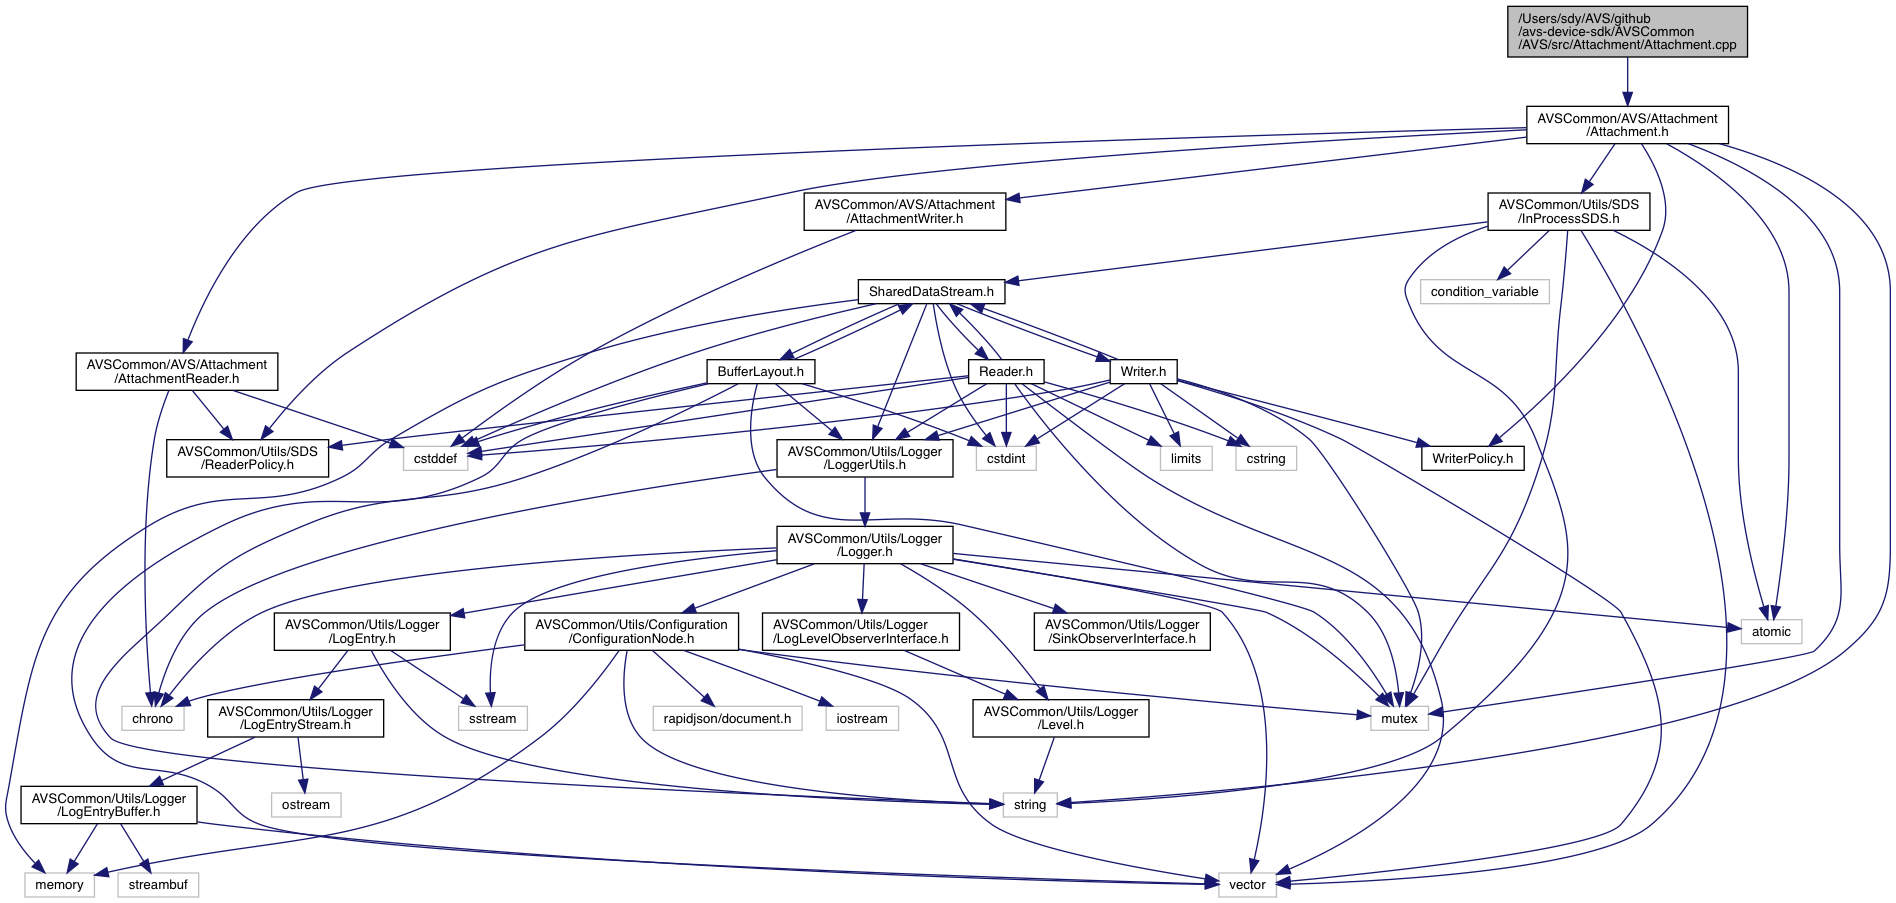 /Users/sdy/AVS/github
/avs-device-sdk/AVSCommon
/AVS/src/Attachment/Attachment.cpp
AVSCommon/AVS/Attachment
/Attachment.h
AVSCommon/AVS/Attachment
/AttachmentWriter.h
AVSCommon/Utils/SDS
/InProcessSDS.h
SharedDataStream.h
condition_variable
AVSCommon/AVS/Attachment
/AttachmentReader.h
BufferLayout.h
Reader.h
Writer.h
AVSCommon/Utils/SDS
/ReaderPolicy.h
cstddef
AVSCommon/Utils/Logger
/LoggerUtils.h
cstdint
limits
cstring
WriterPolicy.h
AVSCommon/Utils/Logger
/Logger.h
AVSCommon/Utils/Logger
/LogEntry.h
AVSCommon/Utils/Configuration
/ConfigurationNode.h
AVSCommon/Utils/Logger
/LogLevelObserverInterface.h
AVSCommon/Utils/Logger
/SinkObserverInterface.h
atomic
chrono
AVSCommon/Utils/Logger
/LogEntryStream.h
sstream
rapidjson/document.h
iostream
AVSCommon/Utils/Logger
/Level.h
mutex
AVSCommon/Utils/Logger
/LogEntryBuffer.h
ostream
string
memory
streambuf
vector